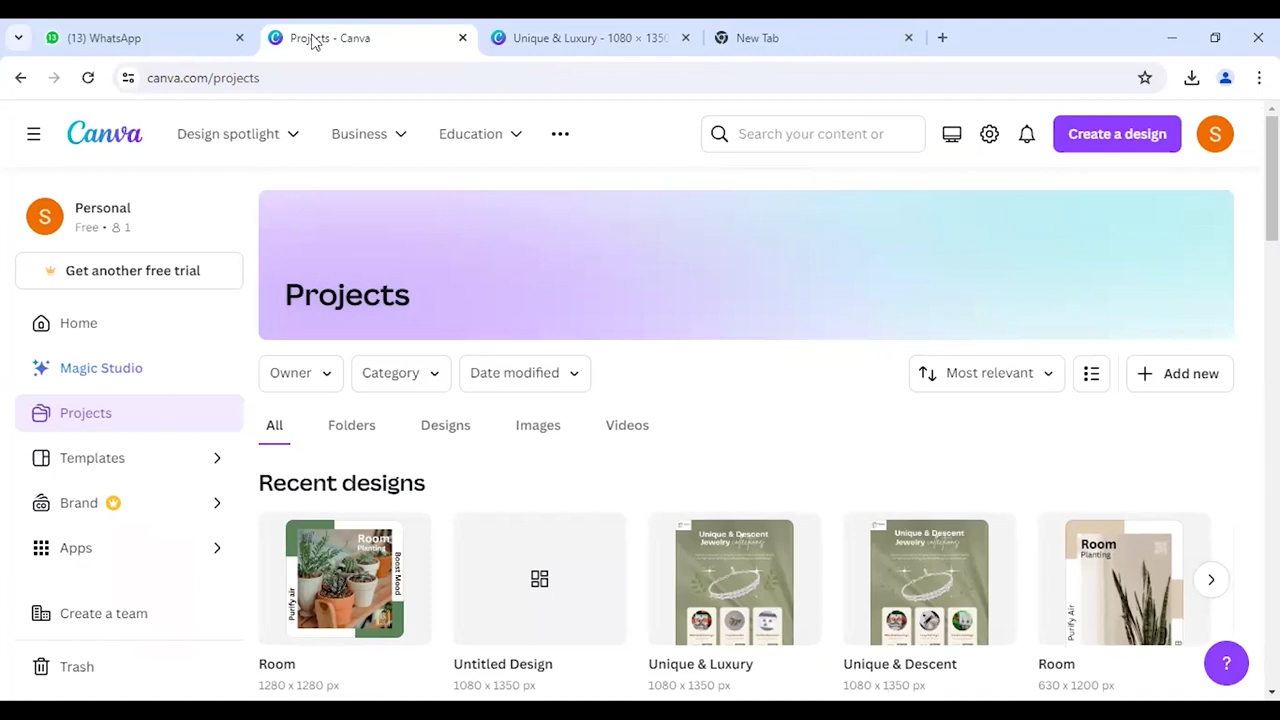 (13) WhatsApp
Projects - Canva
Unique & Luxury - 1080 × 1350
New Tab
canva.com/projects
Canva
Design spotlight
Business
Education
Search your content or
Create a design
S
S
Personal
Free • 1
Get another free trial
Home
Magic Studio
Projects
Templates
Brand
Apps
Create a team
Trash
Projects
Owner
Category
Date modified
Most relevant
Add new
All
Folders
Designs
Images
Videos
Recent designs
Room
Planting
Boost Mood
Purify air
Unique & Descent
Jewelry collections
Unique & Descent
Jewelry collections
Room
Planting
Purify Air
Room
1280 x 1280 px
Untitled Design
1080 x 1350 px
Unique & Luxury
1080 x 1350 px
Unique & Descent
1080 x 1350 px
Room
630 x 1200 px
?